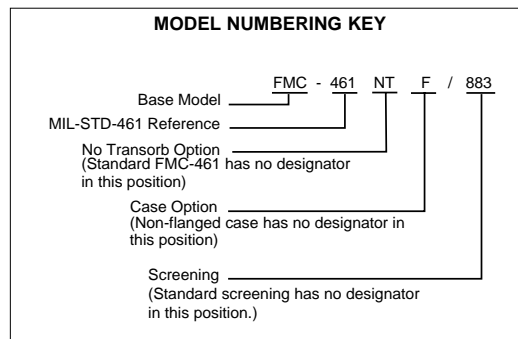 MODEL NUMBERING KEY
FMC - 461 NT F / 883
Base Model
MIL-STD-461 Reference
No Transorb Option
(Standard FMC-461 has no designator
in this position)
Case Option
(Non-flanged case has no designator in
this position)
Screening
(Standard screening has no designator
in this position.)